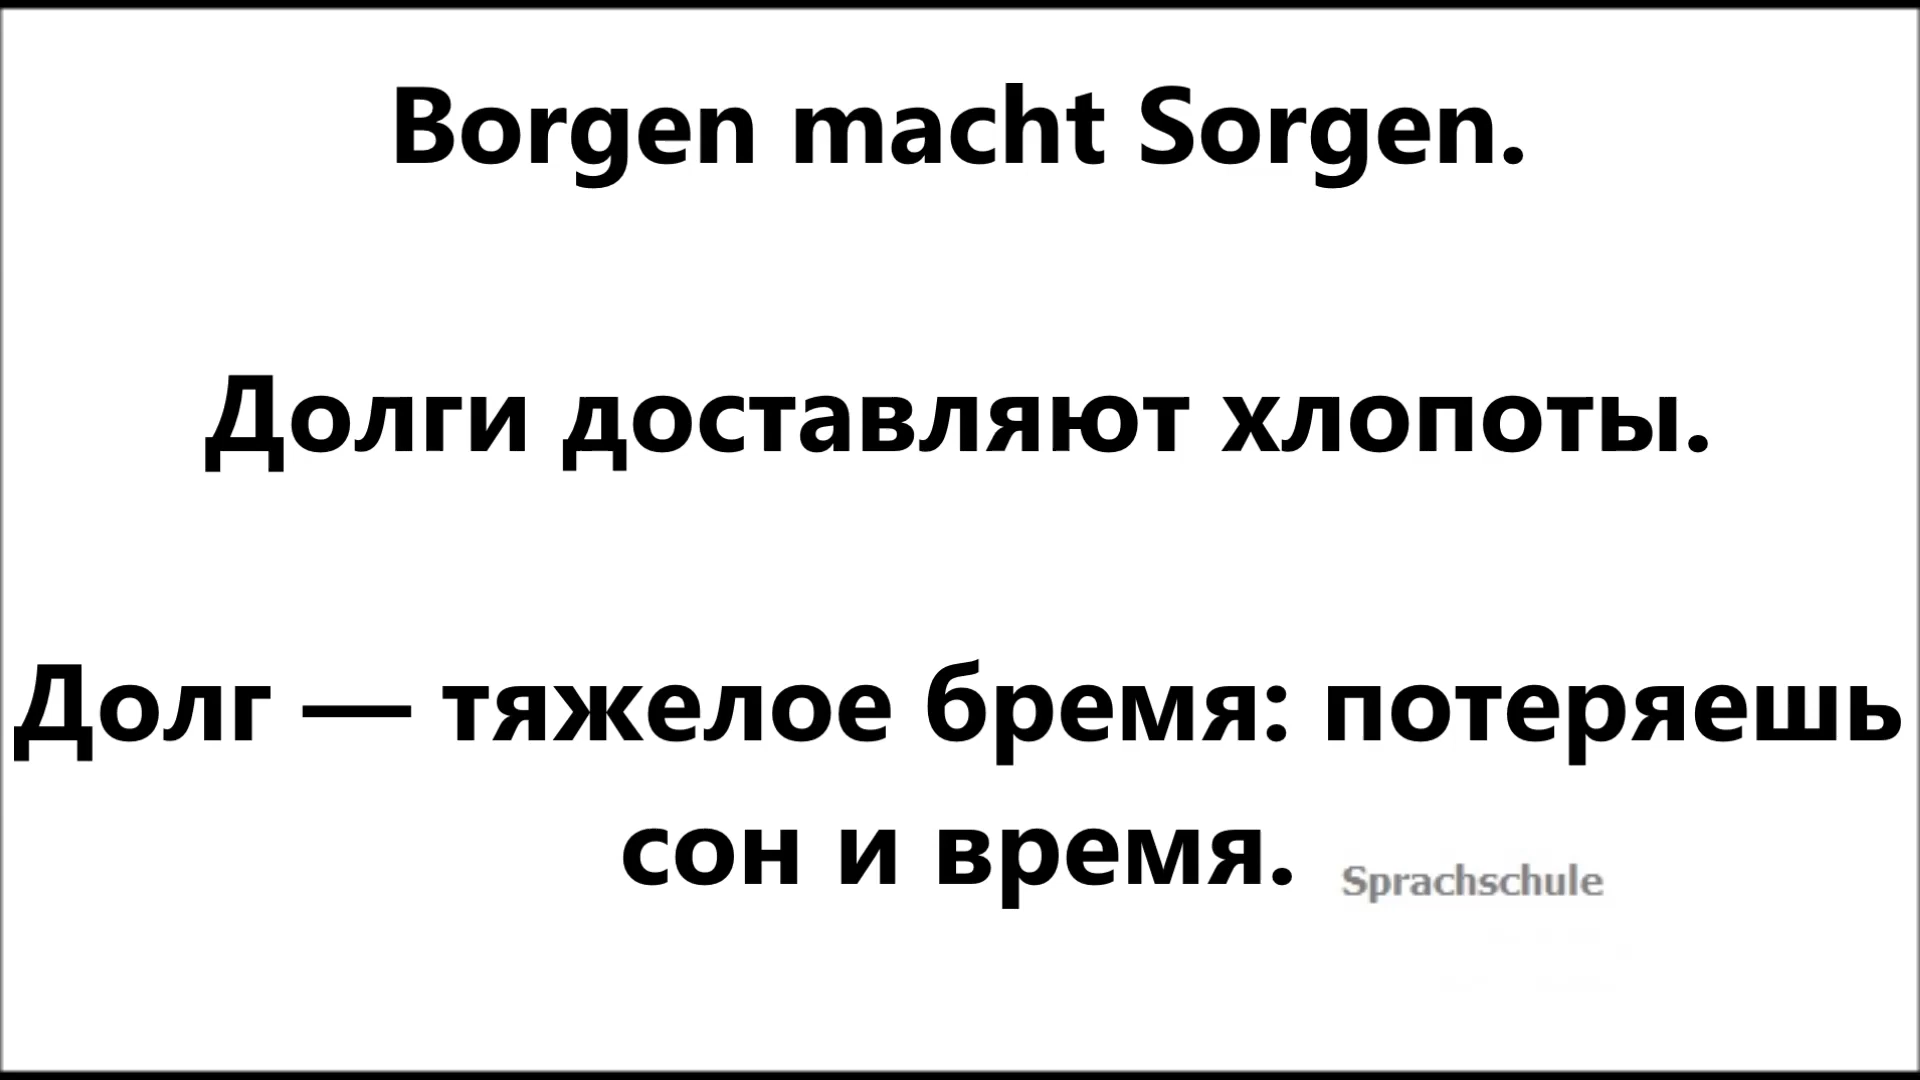 Borgen macht Sorgen.
Долги доставляют хлопоты.
Долг — тяжелое бремя: потеряешь
сон и время.
Sprachschule